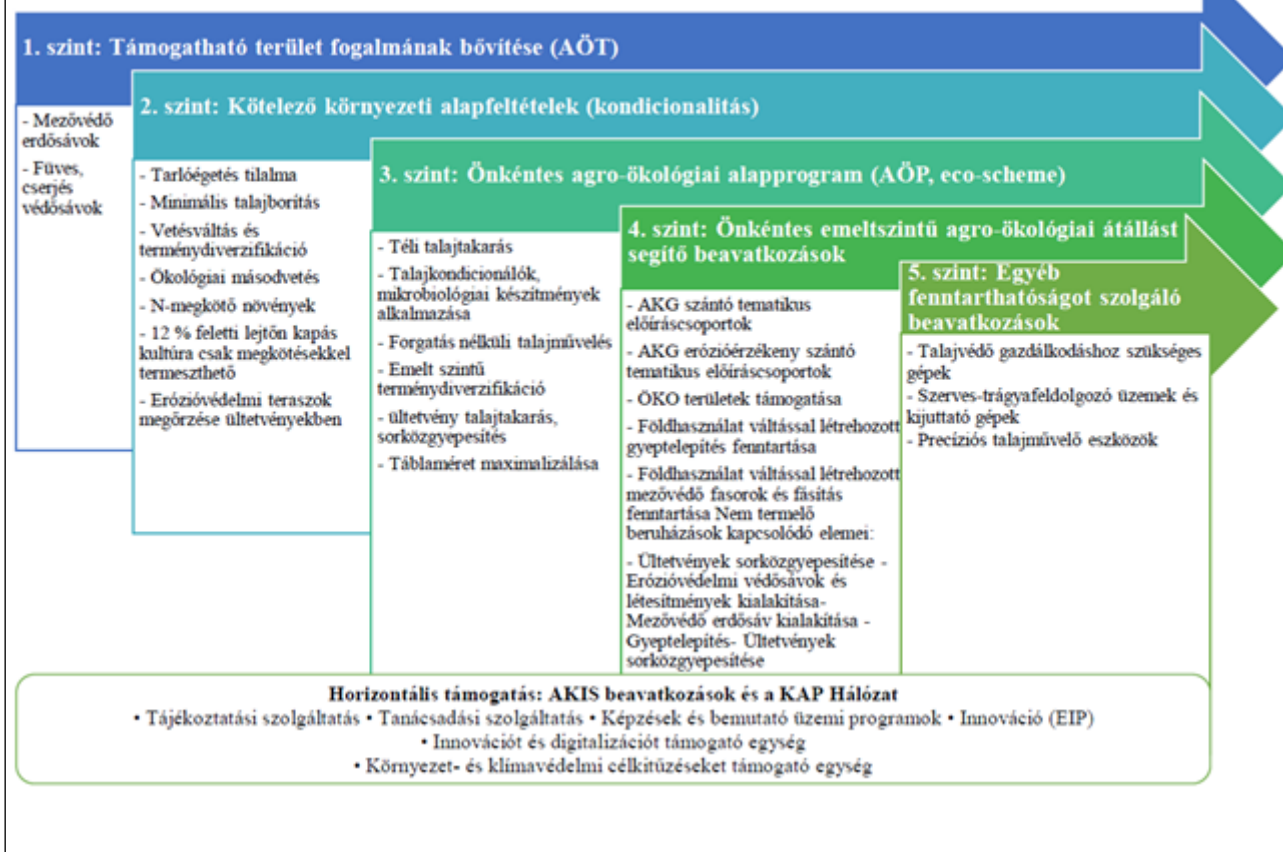 1. szint: Támogatható terület fogalmának bővítése (AÖT)
- Mezővédő
erdősávok
- Füves,
cserjés
védősávok
2. szint: Kötelező környezeti alapfeltételek (kondicionalitás)
- Tarlóégetés tilalma
- Minimális talajborítás
- Vetésváltás és
terménydiverzifikáció
- Ökológiai másodvetés
- N-megkötő növények
- 12 % feletti lejtőn kapás
kultúra csak megkötésekkel
termeszthető
- Erózióvédelmi teraszok
megőrzése ültetvényekben
3. szint: Önkéntes agro-ökológiai alapprogram (AÖP, eco-scheme)
- Téli talajtakarás
- Talajkondicionálók,
mikrobiológiai készítmények
alkalmazása
- Forgatás nélküli talajművelés
- Emelt szintű
terménydiverzifikáció
- ültetvény talajtakarás,
sorközgyepesítés
- Táblaméret maximalizálása
4. szint: Önkéntes emeltszintű agro-ökológiai átállást
segítő beavatkozások
- AKG szántó tematikus
előíráscsoportok
- AKG erózióérzékeny szántó
tematikus előíráscsoportok
- ÖKO területek támogatása
- Földhasználat váltással létrehozott
gyeptelepítés fenntartása
- Földhasználat váltással létrehozott
mezővédő fasorok és fásítás
fenntartása Nem termelő
beruházások kapcsolódó elemei:
- Ültetvények sorközgyepesítése -
Erózióvédelmi védősávok és
létesítmények kialakítása-
Mezővédő erdősáv kialakítása -
Gyeptelepítés- Ültetvények
sorközgyepesítése
5. szint: Egyéb
fenntarthatóságot szolgáló
beavatkozások
- Talajvédő gazdálkodáshoz szükséges
gépek
- Szerves-trágyafeldolgozó üzemek és
kijuttató gépek
- Precíziós talajművelő eszközök
Horizontális támogatás: AKIS beavatkozások és a KAP Hálózat
• Tájékoztatási szolgáltatás • Tanácsadási szolgáltatás • Képzések és bemutató üzemi programok • Innováció (EIP)
• Innovációt és digitalizációt támogató egység
• Környezet- és klímavédelmi célkitűzéseket támogató egység